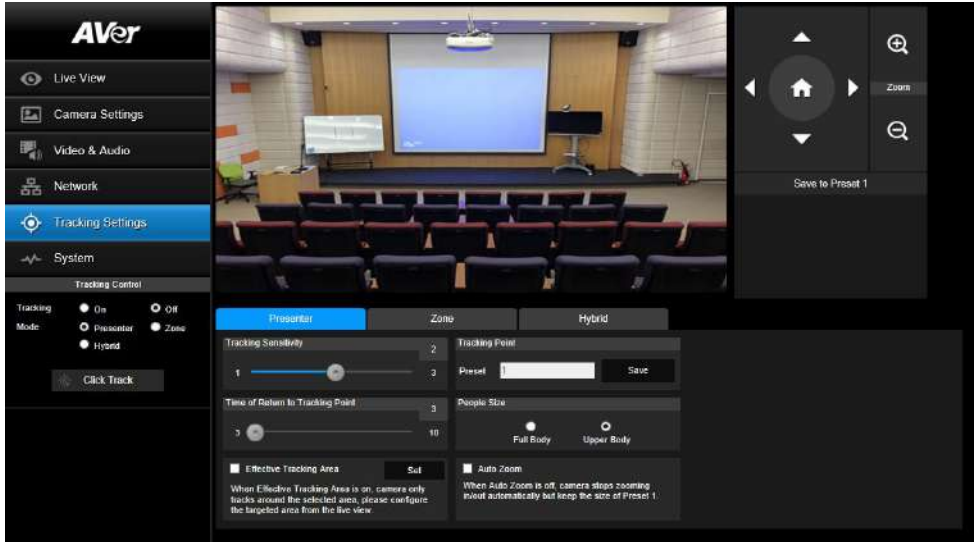 AVer
Live View
Camera Settings
Video & Audio
Network
Tracking Settings
System
Tracking Control
Tracking On Off
Mode Presenter Zone
Hybrid
Click Track
Zoom
Save to Preset 1
Presenter Zone Hybrid
Tracking Sensitivity 2
1 3
Tracking Point
Preset 1 Save
Time of Return to Tracking Point 3
3 10
People Size
Full Body Upper Body
Effective Tracking Area Set
When Effective Tracking Area is on, camera only
tracks around the selected area, please configure
the targeted area from the live view.
Auto Zoom
When Auto Zoom is off, camera stops zooming
in/out automatically but keep the size of Preset 1.